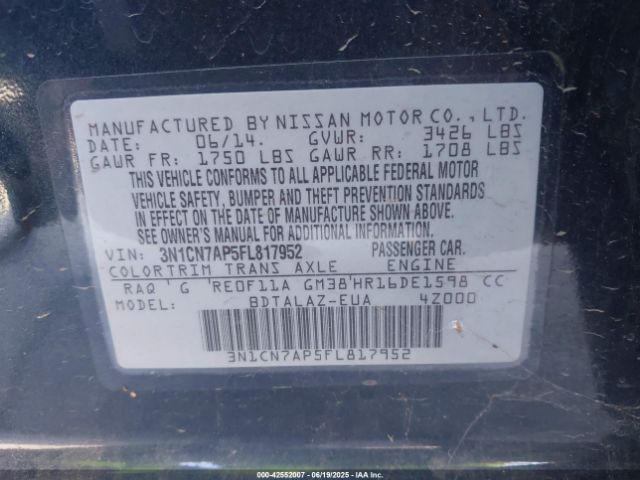 MANUFACTURED BY NISSAN MOTOR CO., LTD.
DATE: 06/14. GVWR: 3426 LBS
GAWR FR: 1750 LBS GAWR RR: 1708 LBS
THIS VEHICLE CONFORMS TO ALL APPLICABLE FEDERAL MOTOR
VEHICLE SAFETY, BUMPER AND THEFT PREVENTION STANDARDS
IN EFFECT ON THE DATE OF MANUFACTURE SHOWN ABOVE.
SEE OWNER'S MANUAL FOR ADDITIONAL INFORMATION.
VIN: 3N1CN7AP5FL817952 PASSENGER CAR.
COLOR TRIM TRANS AXLE ENGINE
RAQ G RE0F11A GM38 HR16DE1598 CC
MODEL: BDTALAZ-EUA 4Z000
3N1CN7AP5FL817952
000-42552007 - 06/19/2025 - IAA Inc.